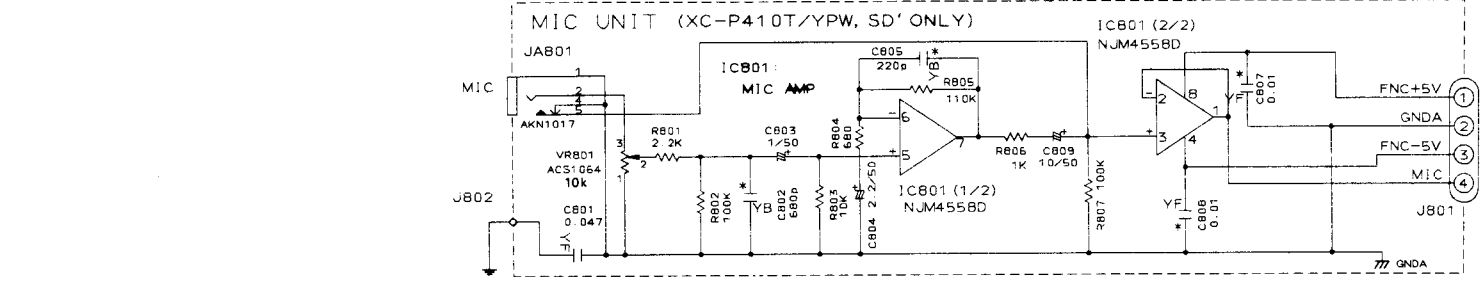 MIC UNIT (XC-P410T/YPW, SD' ONLY)
IC801 (2/2)
NJM4558D
JA801
MIC
1
2
4
5
AKN1017
IC801:
MIC AMP
C805
220p
*
YB
R805
110K
R804
680
6
5
7
-
+
IC801 (1/2)
NJM4558D
C804 2.2/50
+
3
2
1
VR801
ACS1064
10k
R801
2.2K
C803
1/50
+
R802
100K
*
YB
C802
680p
R803
10K
R806
1K
C809
10/50
+
R807 100K
2
3
8
4
1
-
+
*
YF
C807
0.01
YF
*
C808
0.01
FNC+5V
1
GNDA
2
FNC-5V
3
MIC
4
J801
J802
C801
0.047
YF
GNDA